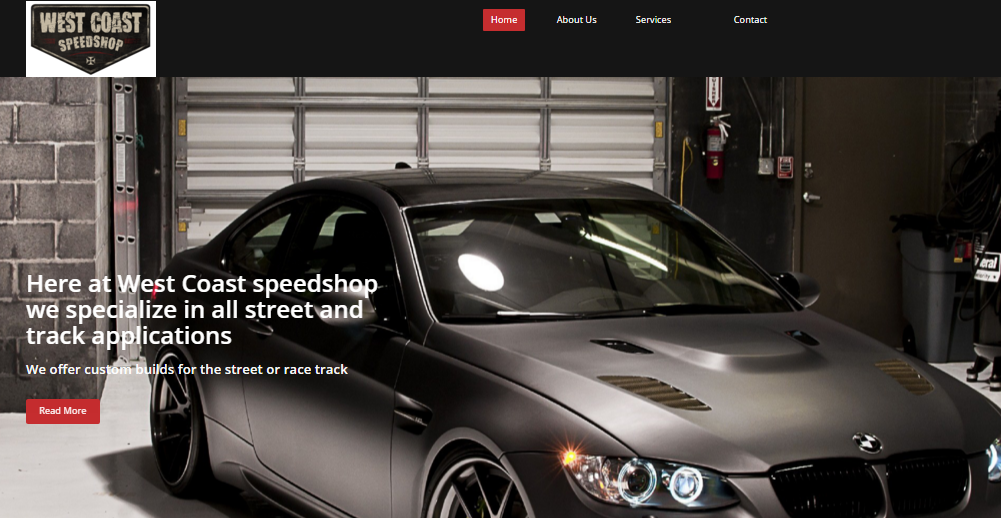 WEST COAST
SPEEDSHOP
Home
About Us
Services
Contact
Here at West Coast speedshop
we specialize in all street and
track applications
We offer custom builds for the street or race track
Read More